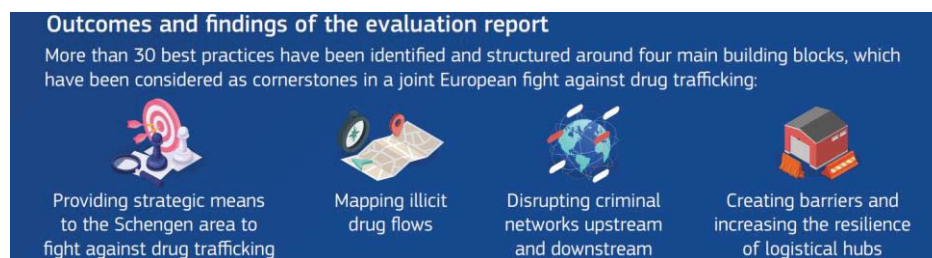 Outcomes and findings of the evaluation report
More than 30 best practices have been identified and structured around four main building blocks, which
have been considered as cornerstones in a joint European fight against drug trafficking:
Providing strategic means
to the Schengen area to
fight against drug trafficking
Mapping illicit
drug flows
Disrupting criminal
networks upstream
and downstream
Creating barriers and
increasing the resilience
of logistical hubs